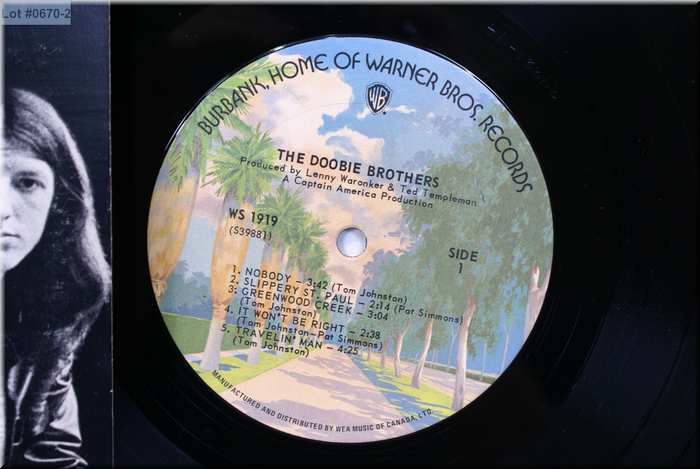 Lot #0670-2
BURBANK, HOME OF WARNER BROS. RECORDS
WB
THE DOOBIE BROTHERS
Produced by Lenny Waronker & Ted Templeman
A Captain America Production
WS 1919
(S39881)
SIDE
1
1. NOBODY - 3:42 (Tom Johnston)
2. SLIPPERY ST. PAUL - 2:14 (Pat Simmons)
3. GREENWOOD CREEK - 3:04
(Tom Johnston)
4. IT WON'T BE RIGHT - 2:38
(Tom Johnston-Pat Simmons)
5. TRAVELIN' MAN - 4:25
(Tom Johnston)
MANUFACTURED AND DISTRIBUTED BY WEA MUSIC OF CANADA, LTD.